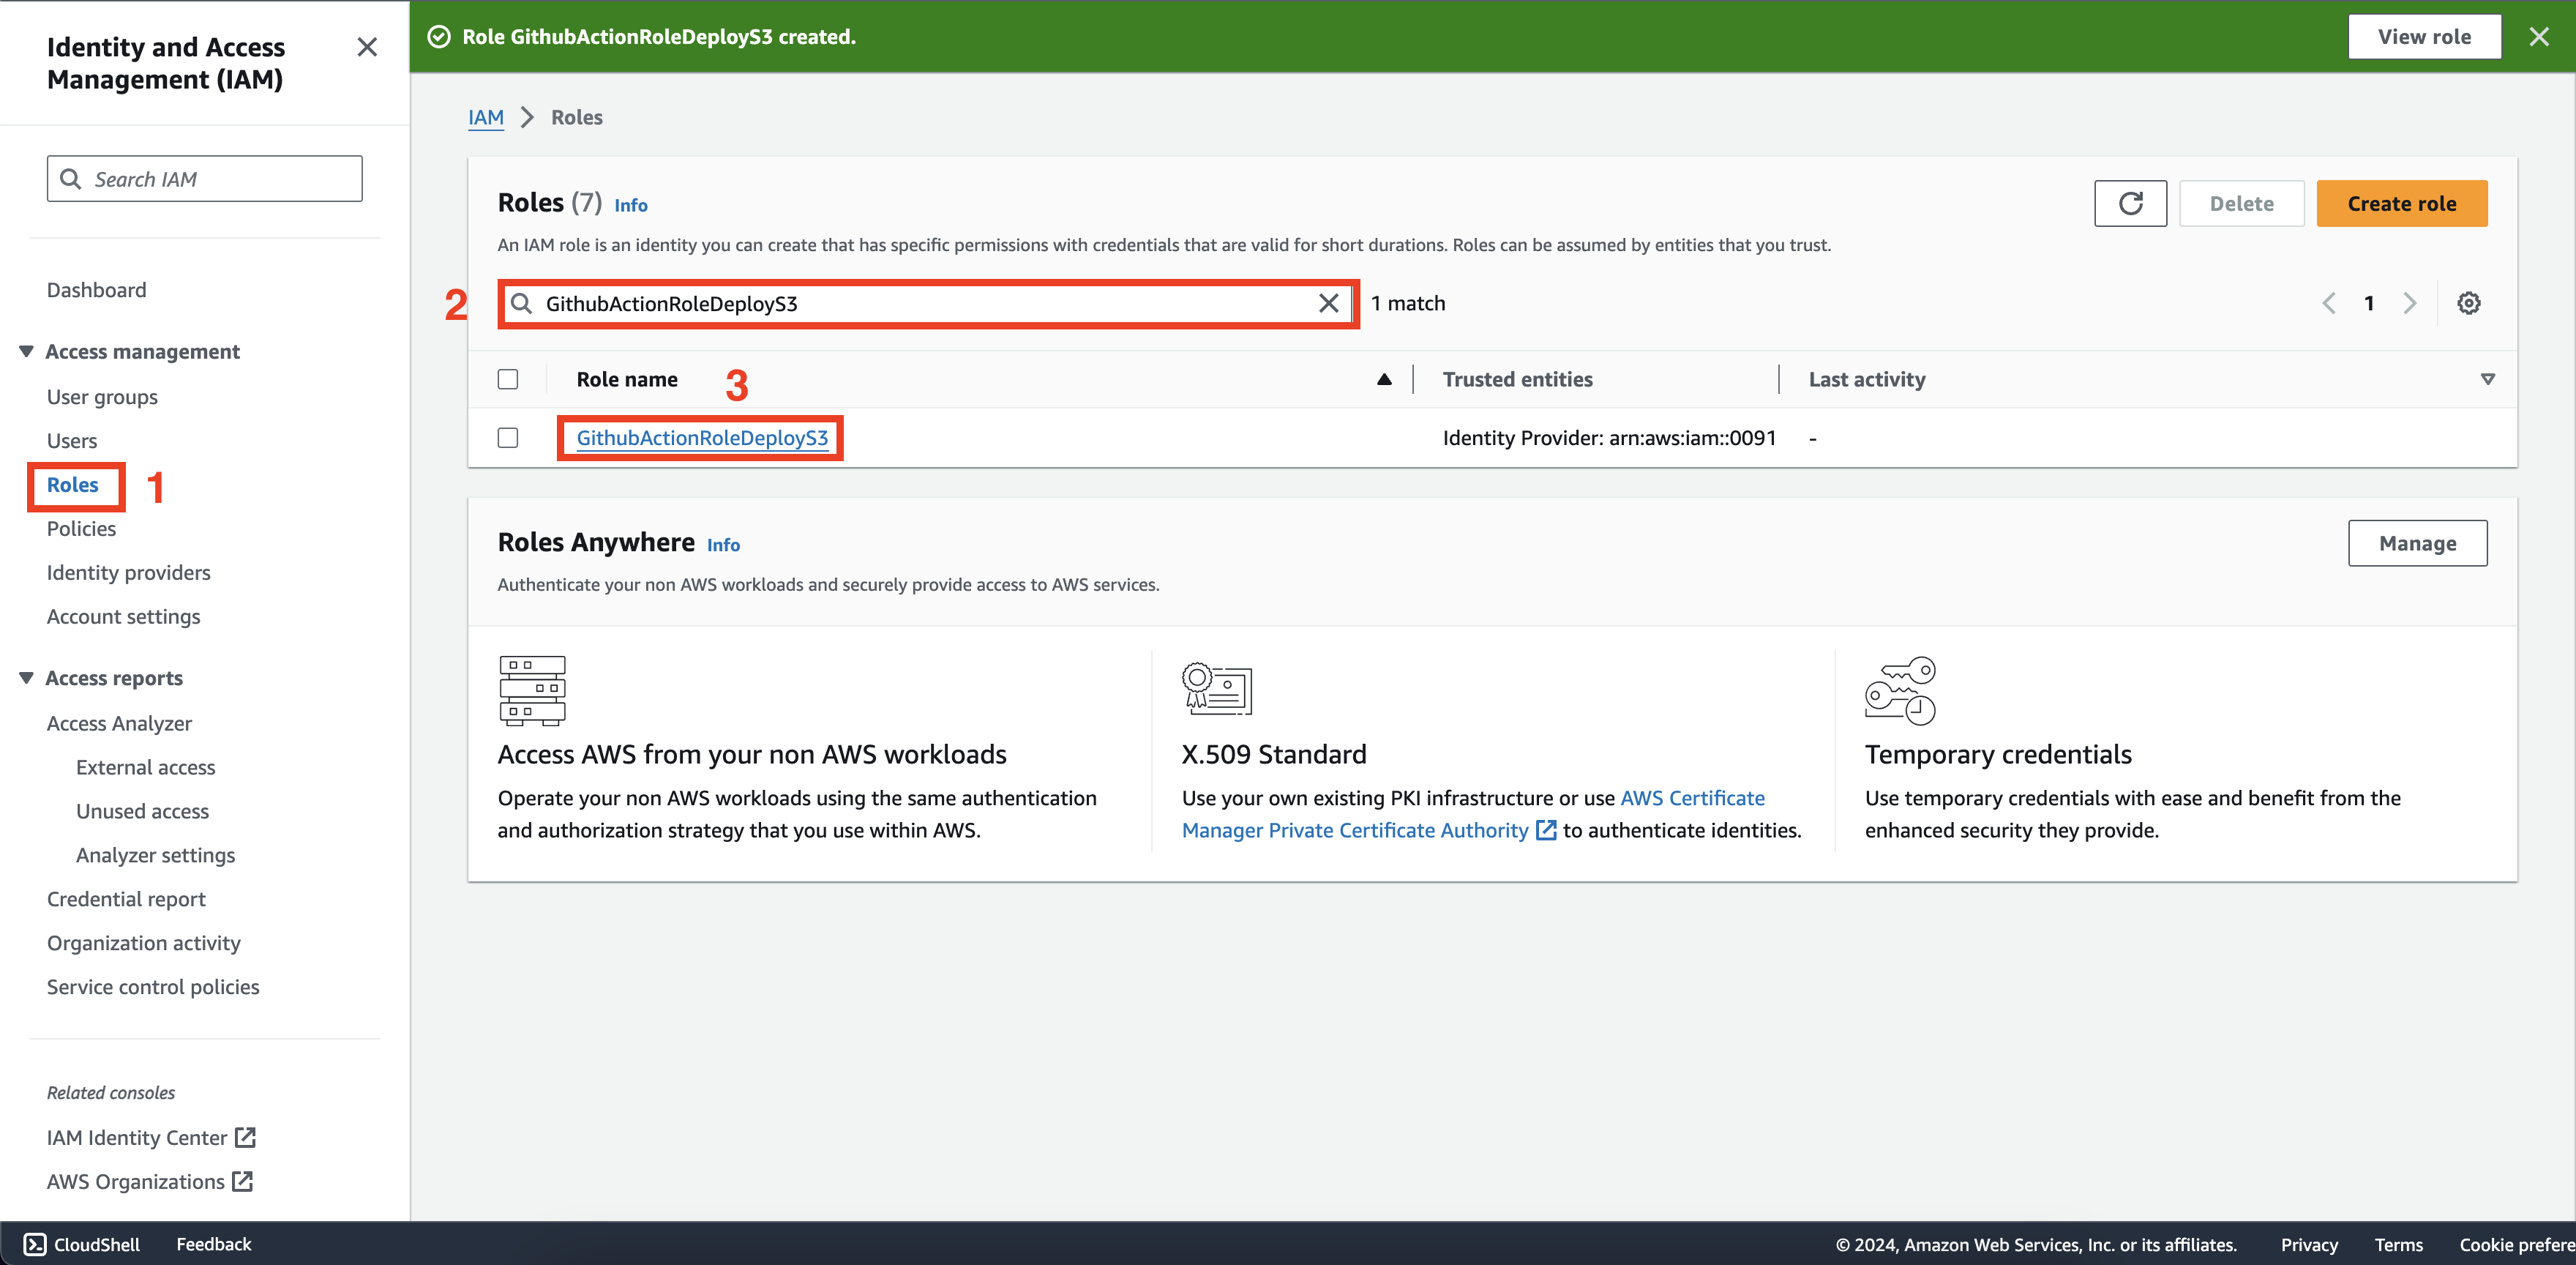 Identity and Access
Management (IAM)
Search IAM
Dashboard
Access management
User groups
Users
Roles
1
Policies
Identity providers
Account settings
Access reports
Access Analyzer
External access
Unused access
Analyzer settings
Credential report
Organization activity
Service control policies
Related consoles
IAM Identity Center
AWS Organizations
Role GithubActionRoleDeployS3 created.
View role
IAM > Roles
Roles (7) Info
Delete
Create role
An IAM role is an identity you can create that has specific permissions with credentials that are valid for short durations. Roles can be assumed by entities that you trust.
2
GithubActionRoleDeployS3
1 match
1
Role name
3
Trusted entities
Last activity
GithubActionRoleDeployS3
Identity Provider: arn:aws:iam::0091
-
Roles Anywhere Info
Manage
Authenticate your non AWS workloads and securely provide access to AWS services.
Access AWS from your non AWS workloads
Operate your non AWS workloads using the same authentication
and authorization strategy that you use within AWS.
X.509 Standard
Use your own existing PKI infrastructure or use AWS Certificate
Manager Private Certificate Authority to authenticate identities.
Temporary credentials
Use temporary credentials with ease and benefit from the
enhanced security they provide.
CloudShell
Feedback
© 2024, Amazon Web Services, Inc. or its affiliates.
Privacy
Terms
Cookie prefere